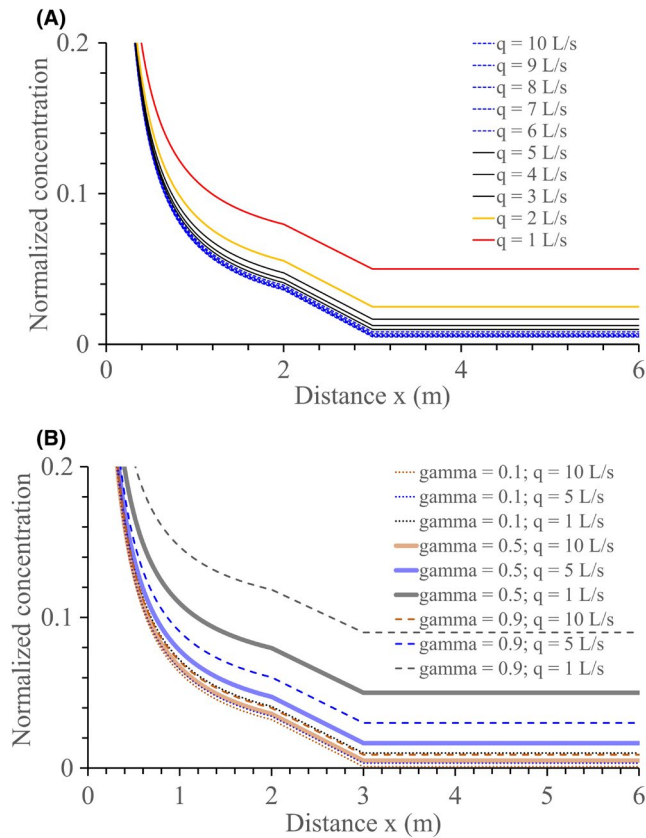 (A)
0.2
0.1
0
Normalized concentration
q = 10 L/s
q = 9 L/s
q = 8 L/s
q = 7 L/s
q = 6 L/s
q = 5 L/s
q = 4 L/s
q = 3 L/s
q = 2 L/s
q = 1 L/s
0 2 4 6
Distance x (m)
(B)
0.2
0.1
0
Normalized concentration
gamma = 0.1; q = 10 L/s
gamma = 0.1; q = 5 L/s
gamma = 0.1; q = 1 L/s
gamma = 0.5; q = 10 L/s
gamma = 0.5; q = 5 L/s
gamma = 0.5; q = 1 L/s
gamma = 0.9; q = 10 L/s
gamma = 0.9; q = 5 L/s
gamma = 0.9; q = 1 L/s
0 1 2 3 4 5 6
Distance x (m)